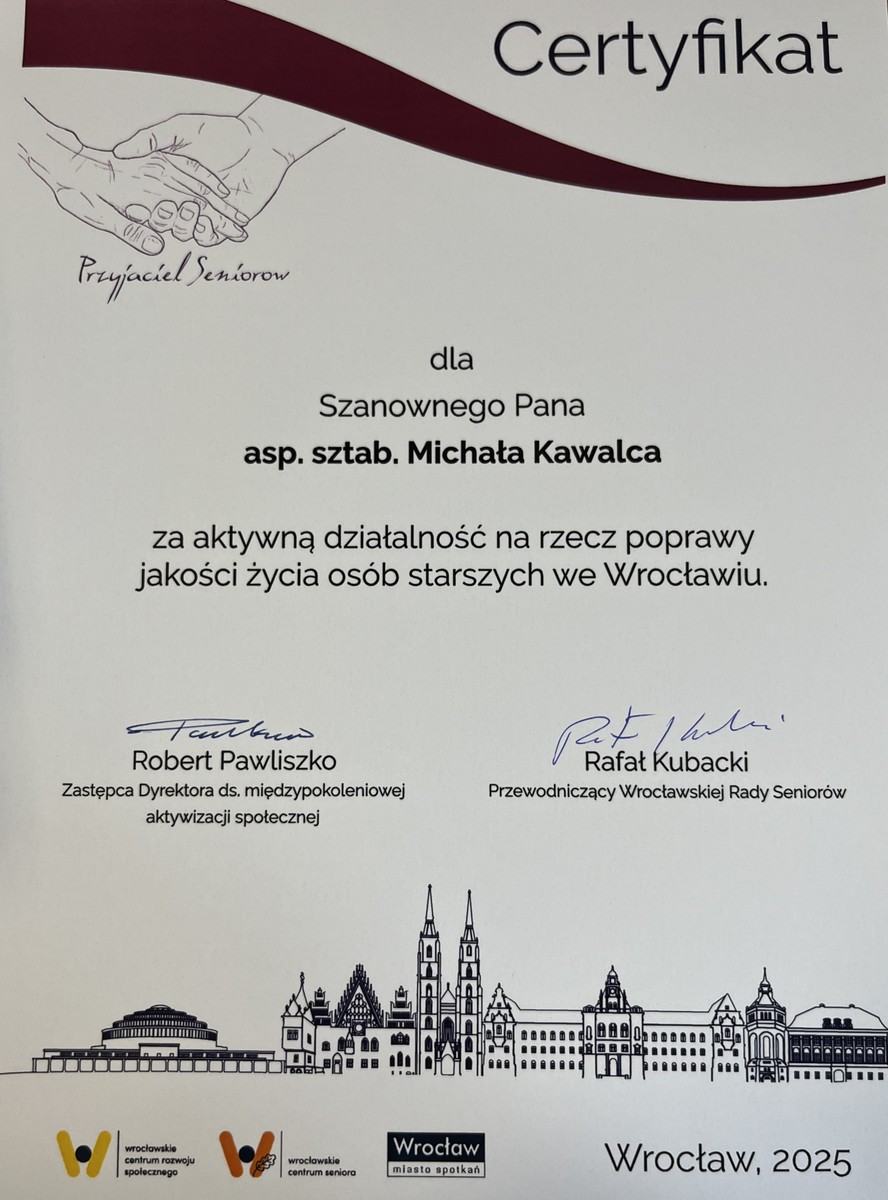 Certyfikat
Przyjaciel Seniorow
dla
Szanownego Pana
asp. sztab. Michała Kawalca
za aktywną działalność na rzecz poprawy
jakości życia osób starszych we Wrocławiu.
Robert Pawliszko
Zastępca Dyrektora ds. międzypokoleniowej
aktywizacji społecznej
Rafał Kubacki
Przewodniczący Wrocławskiej Rady Seniorów
wrocławskie
centrum rozwoju
społecznego
wrocławskie
centrum seniora
Wrocław
miasto spotkań
Wrocław, 2025